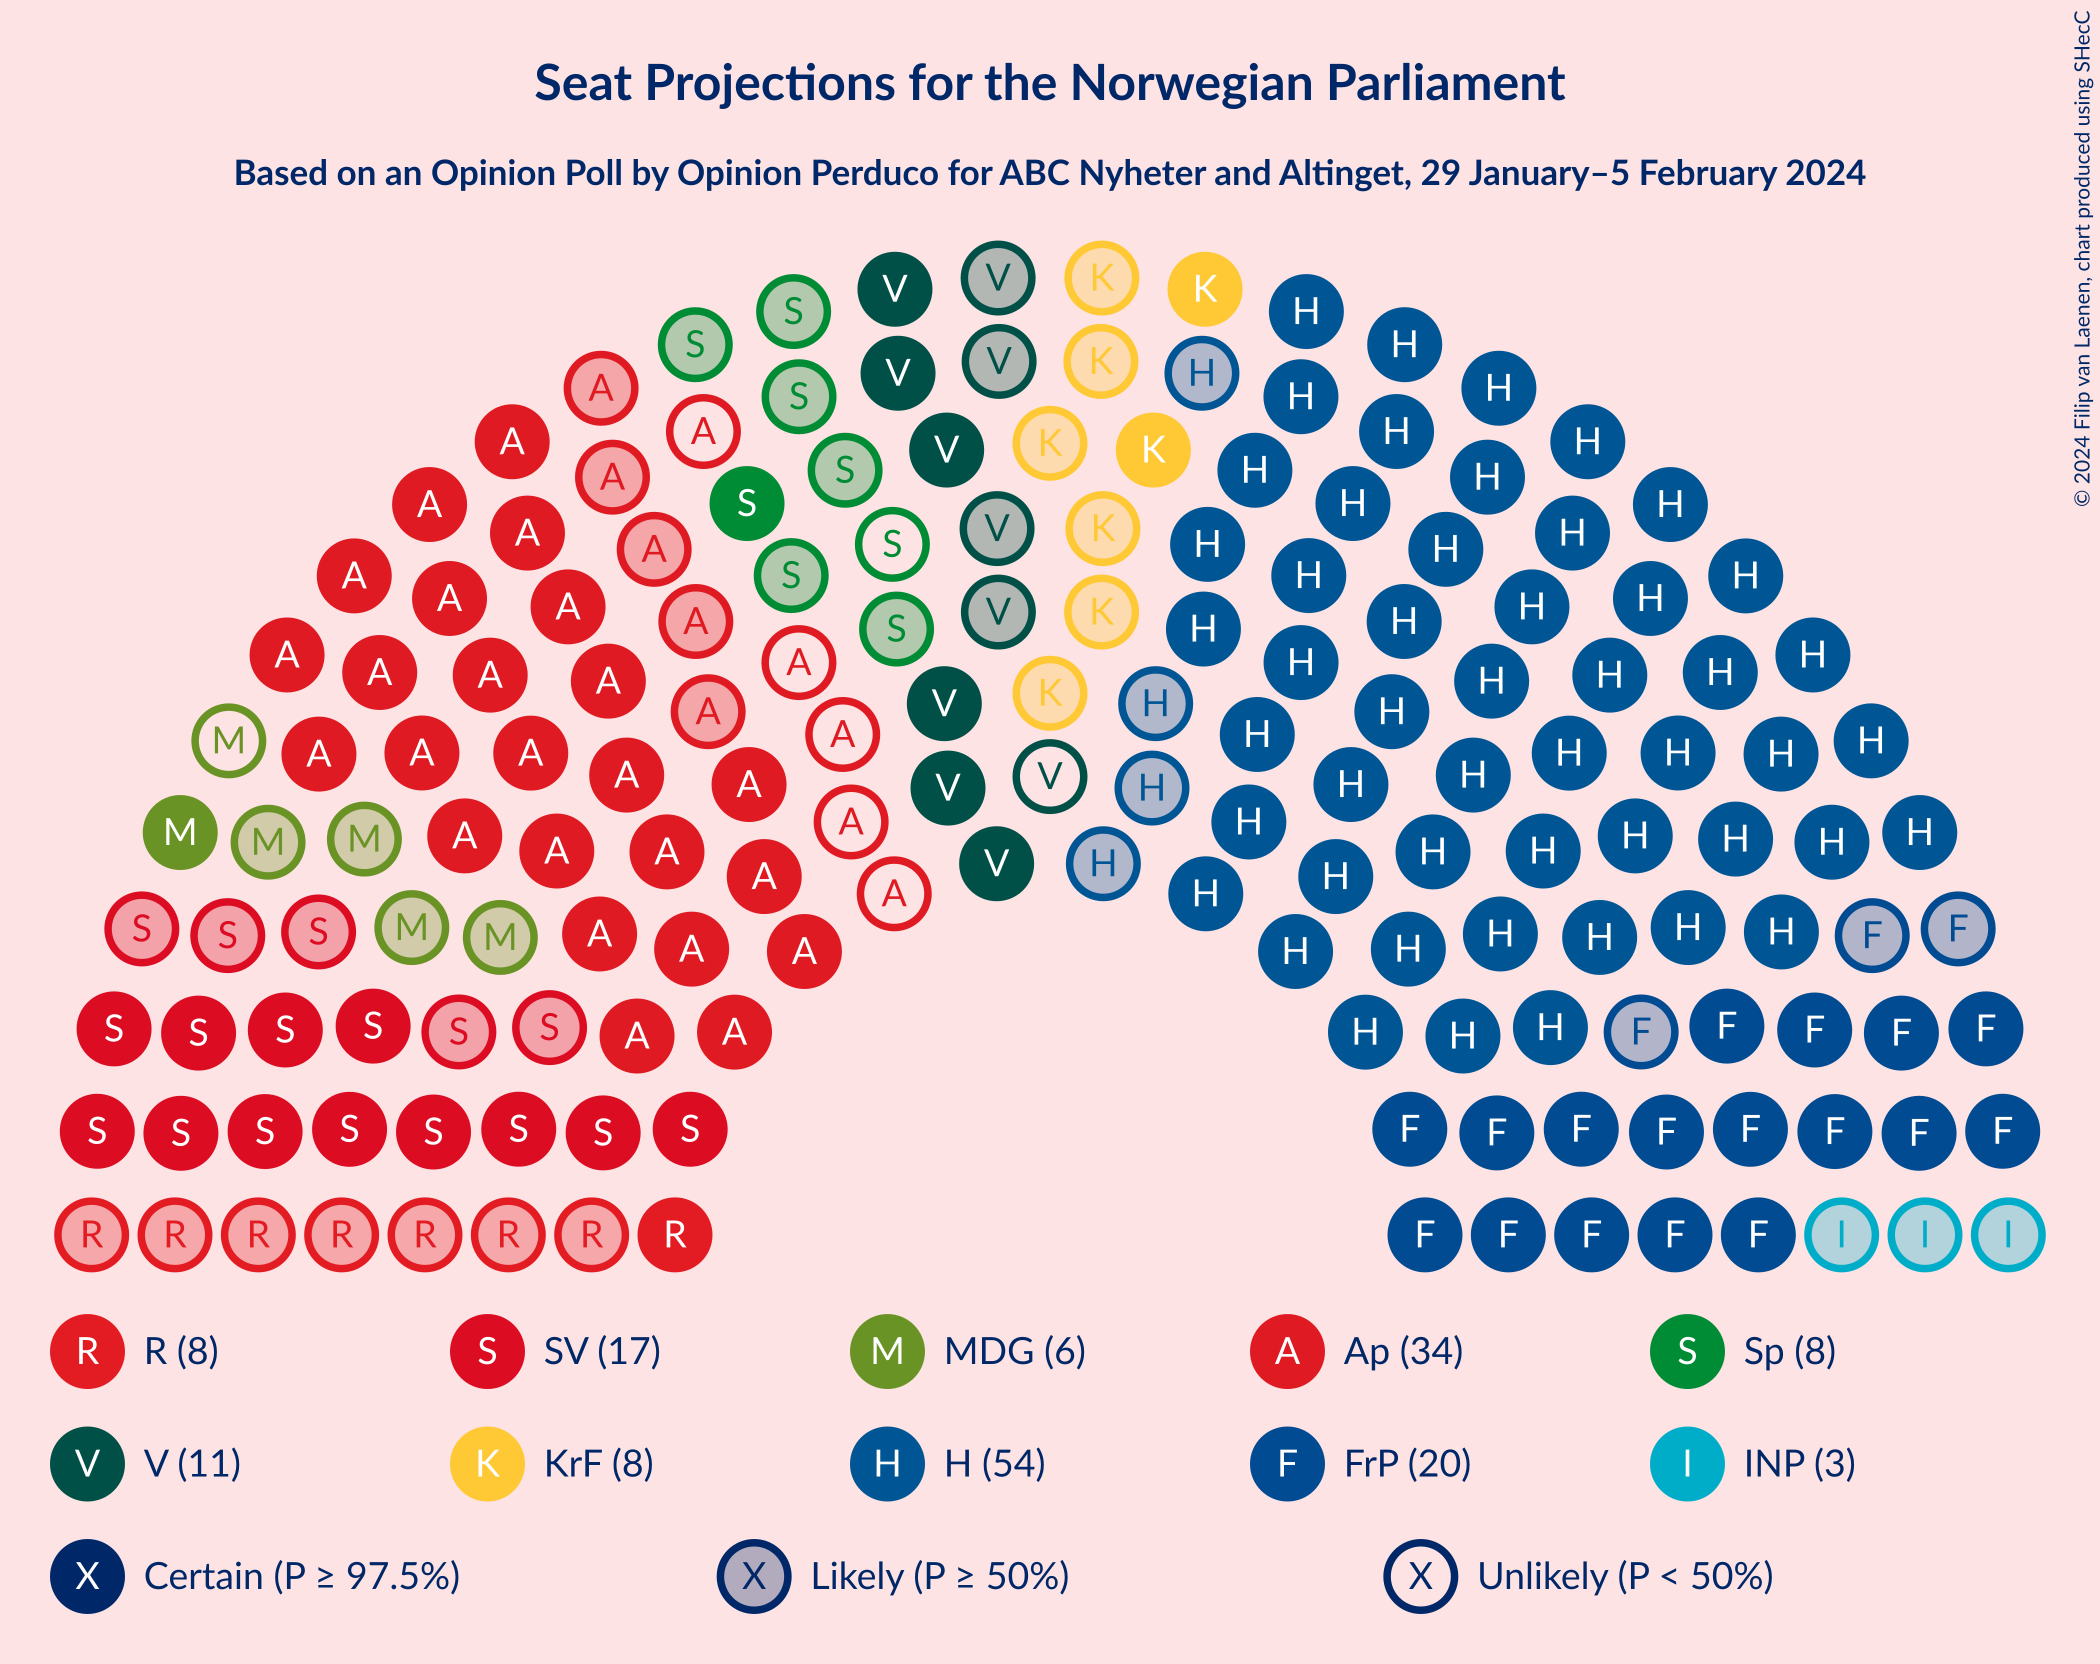 Seat Projections for the Norwegian Parliament
Based on an Opinion Poll by Opinion Perduco for ABC Nyheter and Altinget, 29 January–5 February 2024
© 2024 Filip van Laenen, chart produced using SHecC
V V K K
S S V V K H H H
A S V K K H H H
A A S S V K H H H H
A A A S S V K H H H H
A A A A S V K H H H H H
A A A A A V K H H H H H H
M A A A A A A V V H H H H H H H H
M M M A A A A A V H H H H H H H H
S S S M M A A A A H H H H H H H F F
S S S S S S A A H H H F F F F F
S S S S S S S S F F F F F F F F
R R R R R R R R F F F F F I I I
R R (8) S SV (17) M MDG (6) A Ap (34) S Sp (8)
V V (11) K KrF (8) H H (54) F FrP (20) I INP (3)
X Certain (P ≥ 97.5%) X Likely (P ≥ 50%) X Unlikely (P < 50%)